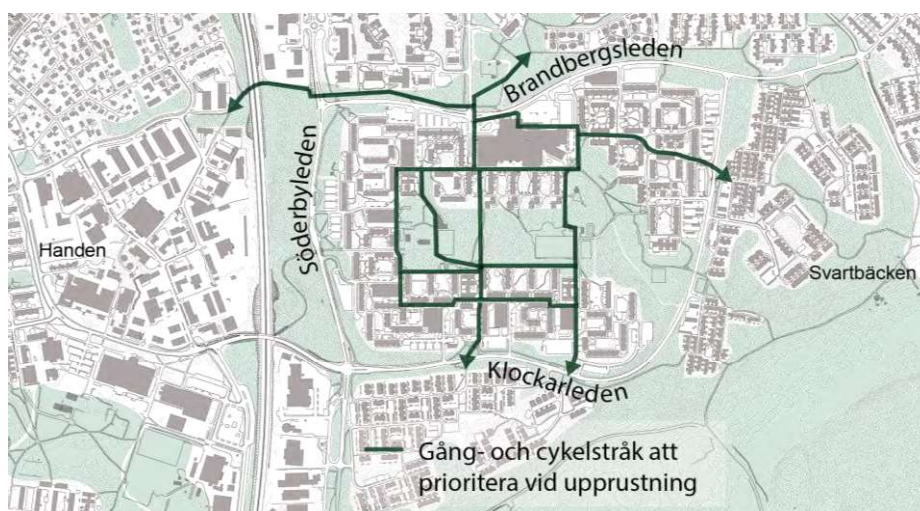 Brandbergsleden
Söderbyleden
Handen
Svartbäcken
Klockarleden
Gång- och cykelstråk att
prioritera vid upprustning